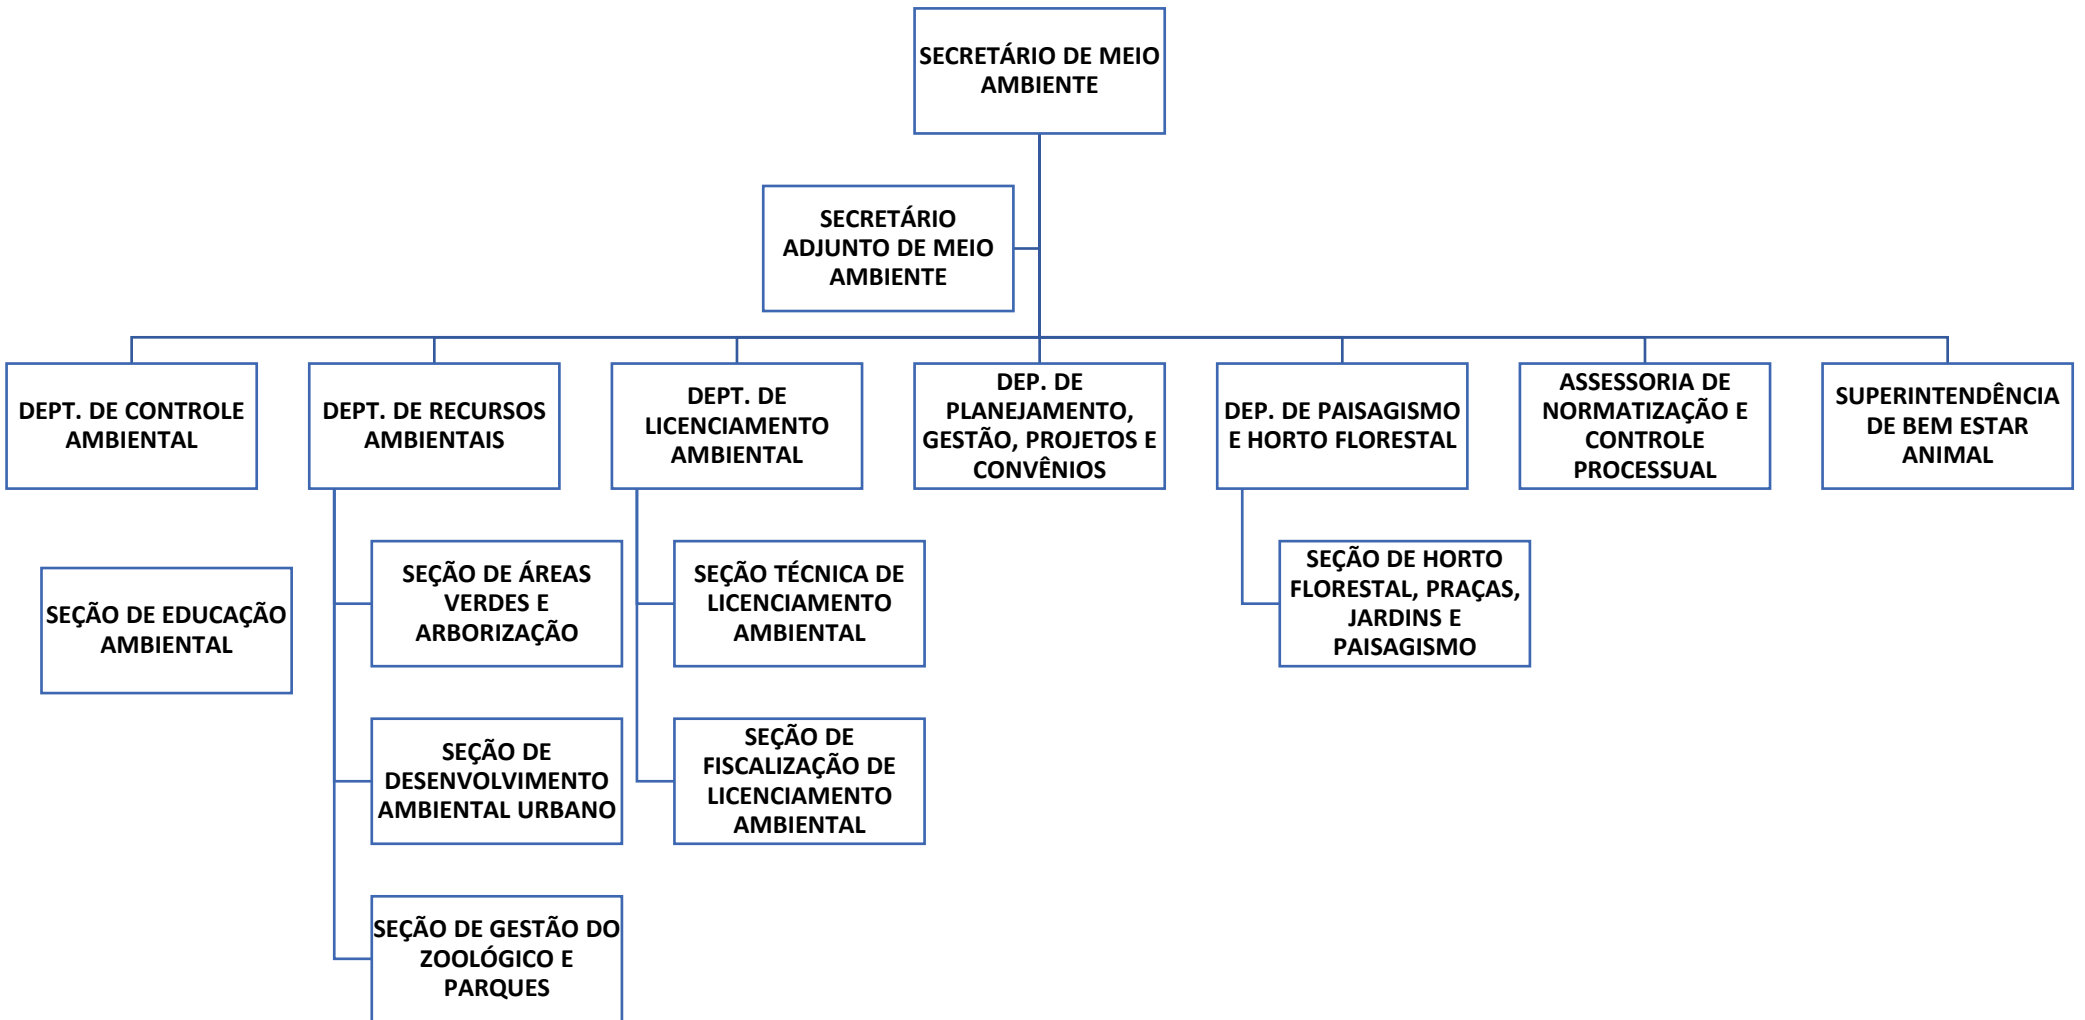 SECRETÁRIO DE MEIO
AMBIENTE
SECRETÁRIO
ADJUNTO DE MEIO
AMBIENTE
DEPT. DE CONTROLE
AMBIENTAL
DEPT. DE RECURSOS
AMBIENTAIS
DEPT. DE
LICENCIAMENTO
AMBIENTAL
DEP. DE
PLANEJAMENTO,
GESTÃO, PROJETOS E
CONVÊNIOS
DEP. DE PAISAGISMO
E HORTO FLORESTAL
ASSESSORIA DE
NORMATIZAÇÃO E
CONTROLE
PROCESSUAL
SUPERINTENDÊNCIA
DE BEM ESTAR
ANIMAL
SEÇÃO DE EDUCAÇÃO
AMBIENTAL
SEÇÃO DE ÁREAS
VERDES E
ARBORIZAÇÃO
SEÇÃO TÉCNICA DE
LICENCIAMENTO
AMBIENTAL
SEÇÃO DE HORTO
FLORESTAL, PRAÇAS,
JARDINS E
PAISAGISMO
SEÇÃO DE
DESENVOLVIMENTO
AMBIENTAL URBANO
SEÇÃO DE
FISCALIZAÇÃO DE
LICENCIAMENTO
AMBIENTAL
SEÇÃO DE GESTÃO DO
ZOOLÓGICO E
PARQUES